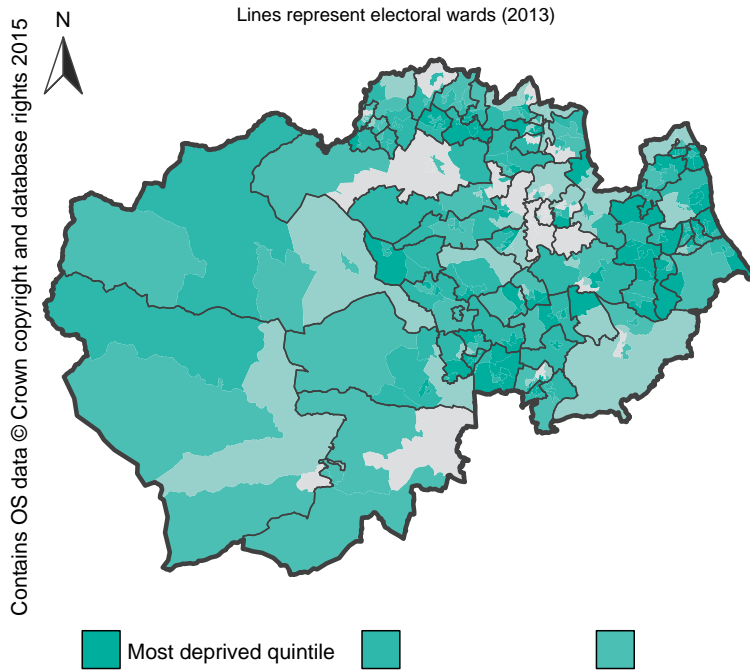 Lines represent electoral wards (2013)
N
Contains OS data © Crown copyright and database rights 2015
Most deprived quintile